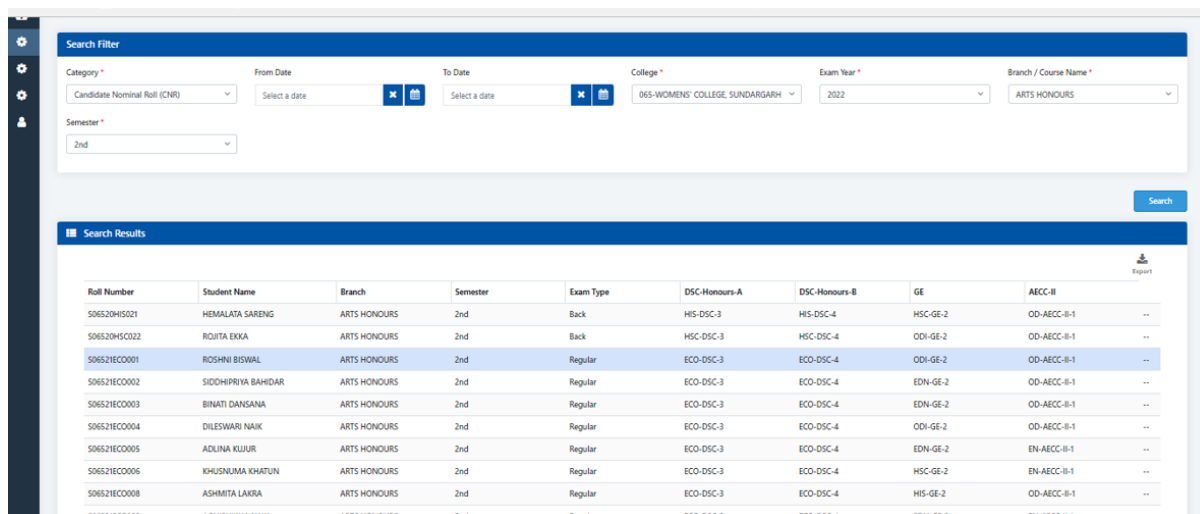 Search Filter
Category * From Date To Date College * Exam Year * Branch / Course Name *
Candidate Nominal Roll (CNR) Select a date Select a date 065-WOMENS' COLLEGE, SUNDARGARH 2022 ARTS HONOURS
Semester *
2nd
Search
Search Results
Export
Roll Number Student Name Branch Semester Exam Type DSC-Honours-A DSC-Honours-B GE AECC-II
S06520HIS021 HEMALATA SARENG ARTS HONOURS 2nd Back HIS-DSC-3 HIS-DSC-4 HSC-GE-2 OD-AECC-II-1 --
S06520HSC022 ROJITA EKKA ARTS HONOURS 2nd Back HSC-DSC-3 HSC-DSC-4 ODI-GE-2 OD-AECC-II-1 --
S06521ECO001 ROSHNI BISWAL ARTS HONOURS 2nd Regular ECO-DSC-3 ECO-DSC-4 ODI-GE-2 OD-AECC-II-1 --
S06521ECO002 SIDDHIPRIYA BAHIDAR ARTS HONOURS 2nd Regular ECO-DSC-3 ECO-DSC-4 EDN-GE-2 OD-AECC-II-1 --
S06521ECO003 BINATI DANSANA ARTS HONOURS 2nd Regular ECO-DSC-3 ECO-DSC-4 EDN-GE-2 OD-AECC-II-1 --
S06521ECO004 DILESWARI NAIK ARTS HONOURS 2nd Regular ECO-DSC-3 ECO-DSC-4 ODI-GE-2 OD-AECC-II-1 --
S06521ECO005 ADLINA KUJUR ARTS HONOURS 2nd Regular ECO-DSC-3 ECO-DSC-4 EDN-GE-2 EN-AECC-II-1 --
S06521ECO006 KHUSNUMA KHATUN ARTS HONOURS 2nd Regular ECO-DSC-3 ECO-DSC-4 HSC-GE-2 EN-AECC-II-1 --
S06521ECO008 ASHMITA LAKRA ARTS HONOURS 2nd Regular ECO-DSC-3 ECO-DSC-4 HIS-GE-2 OD-AECC-II-1 --